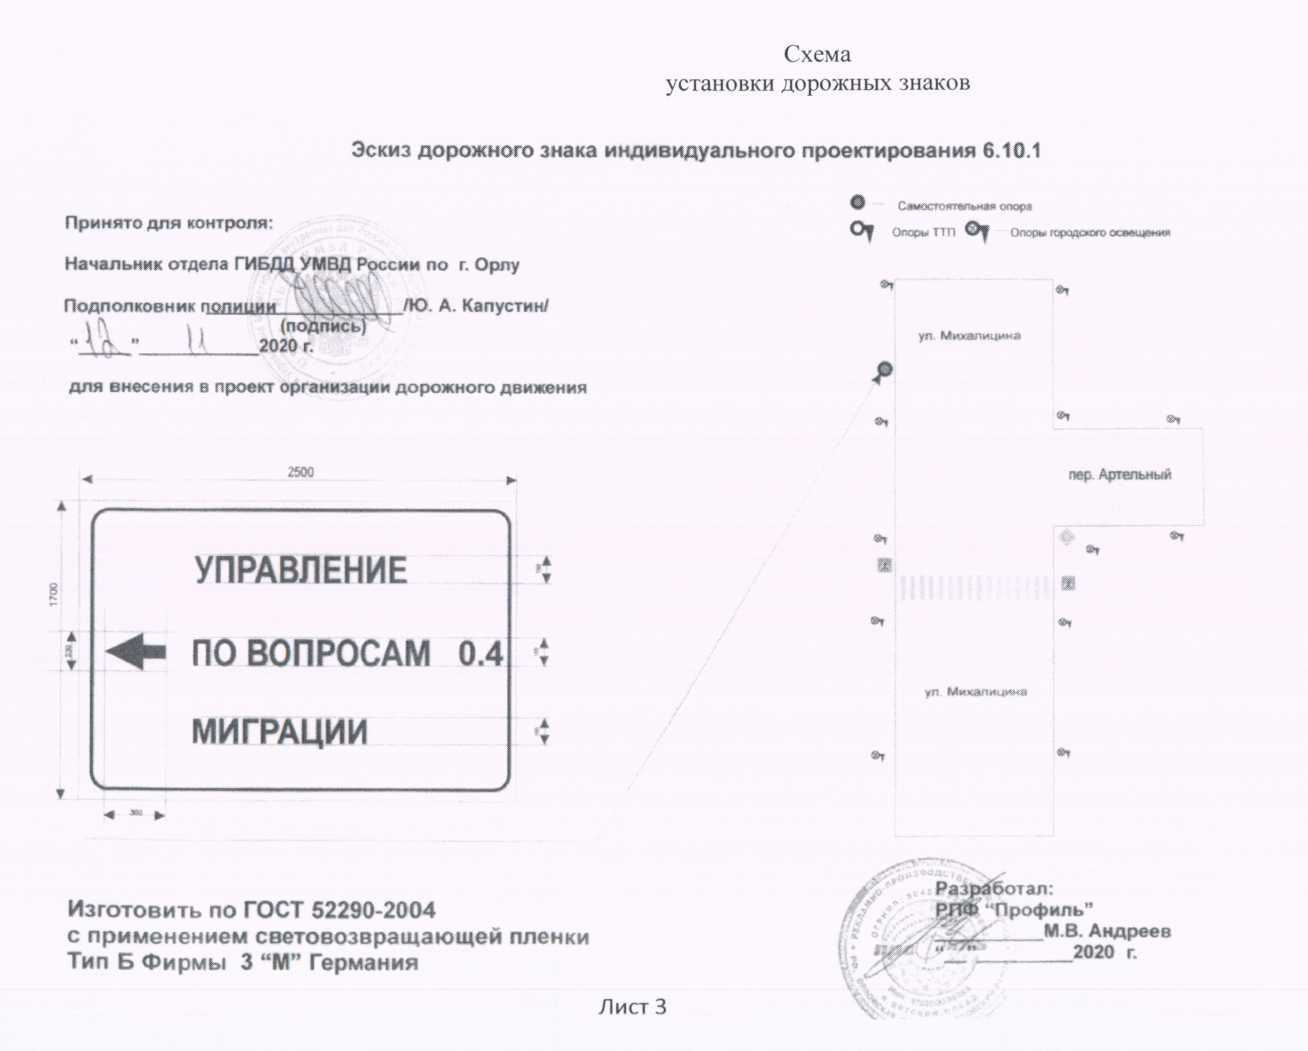 Схема
установки дорожных знаков
Эскиз дорожного знака индивидуального проектирования 6.10.1
Принято для контроля:
Начальник отдела ГИБДД УМВД России по г. Орлу
Подполковник полиции /Ю. А. Капустин/
(подпись)
“12” 11 2020 г.
для внесения в проект организации дорожного движения
Самостоятельная опора
Опоры ТТП Опоры городского освещения
ул. Михалицина
пер. Артельный
ул. Михалицина
2500
1700
УПРАВЛЕНИЕ
ПО ВОПРОСАМ 0.4
МИГРАЦИИ
Изготовить по ГОСТ 52290-2004
с применением световозвращающей пленки
Тип Б Фирмы 3 “М” Германия
Разработал:
РПФ “Профиль”
М.В. Андреев
“ ” 2020 г.
Лист 3